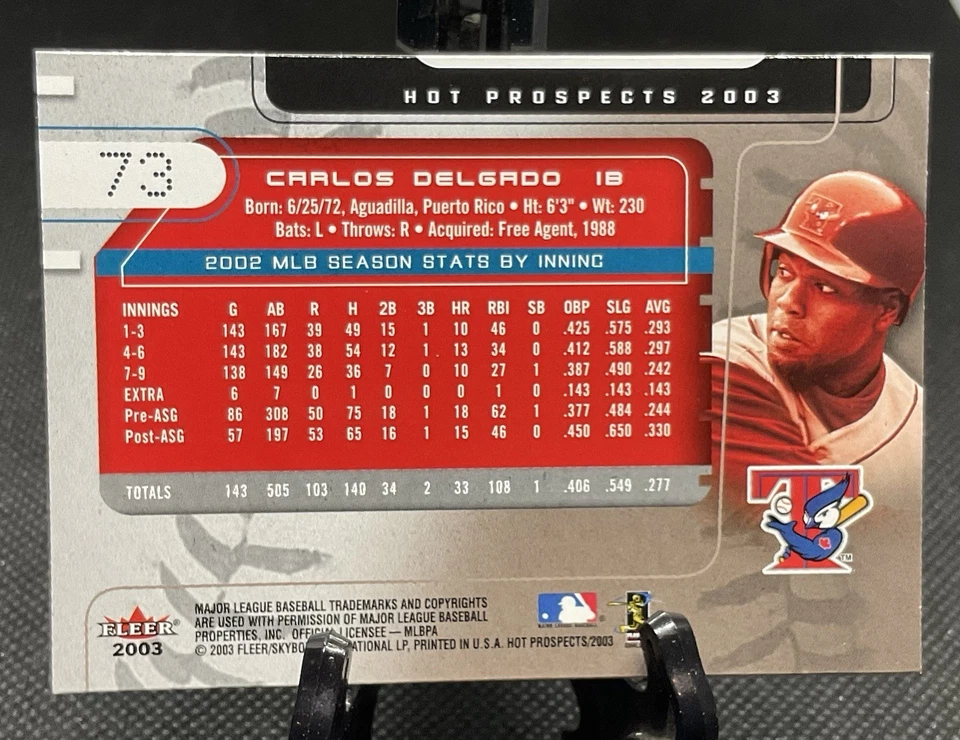 HOT PROSPECTS 2003
73
CARLOS DELGADO 1B
Born: 6/25/72, Aguadilla, Puerto Rico • Ht: 6'3" • Wt: 230
Bats: L • Throws: R • Acquired: Free Agent, 1988
2002 MLB SEASON STATS BY INNING
INNINGS G AB R H 2B 3B HR RBI SB OBP SLG AVG
1-3 143 167 39 49 15 1 10 46 0 .425 .575 .293
4-6 143 182 38 54 12 1 13 34 0 .412 .588 .297
7-9 138 149 26 36 7 0 10 27 1 .387 .490 .242
EXTRA 6 7 0 1 0 0 0 1 0 .143 .143 .143
Pre-ASG 86 308 50 75 18 1 18 62 1 .377 .484 .244
Post-ASG 57 197 53 65 16 1 15 46 0 .450 .650 .330
TOTALS 143 505 103 140 34 2 33 108 1 .406 .549 .277
T
TM
FLEER®
2003
MAJOR LEAGUE BASEBALL TRADEMARKS AND COPYRIGHTS
ARE USED WITH PERMISSION OF MAJOR LEAGUE BASEBALL
PROPERTIES, INC. LICENSEE — MLBPA
© 2003 PRINTED IN U.S.A. HOT PROSPECTS/2003